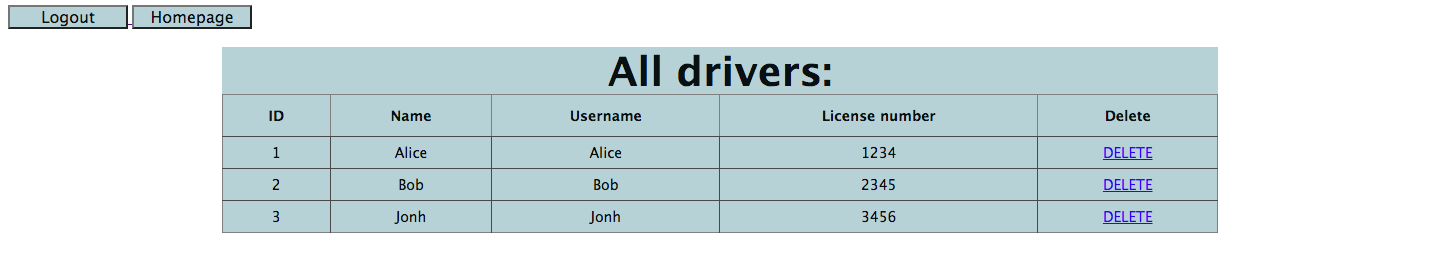 Logout Homepage
All drivers:
ID Name Username License number Delete
1 Alice Alice 1234 DELETE
2 Bob Bob 2345 DELETE
3 Jonh Jonh 3456 DELETE